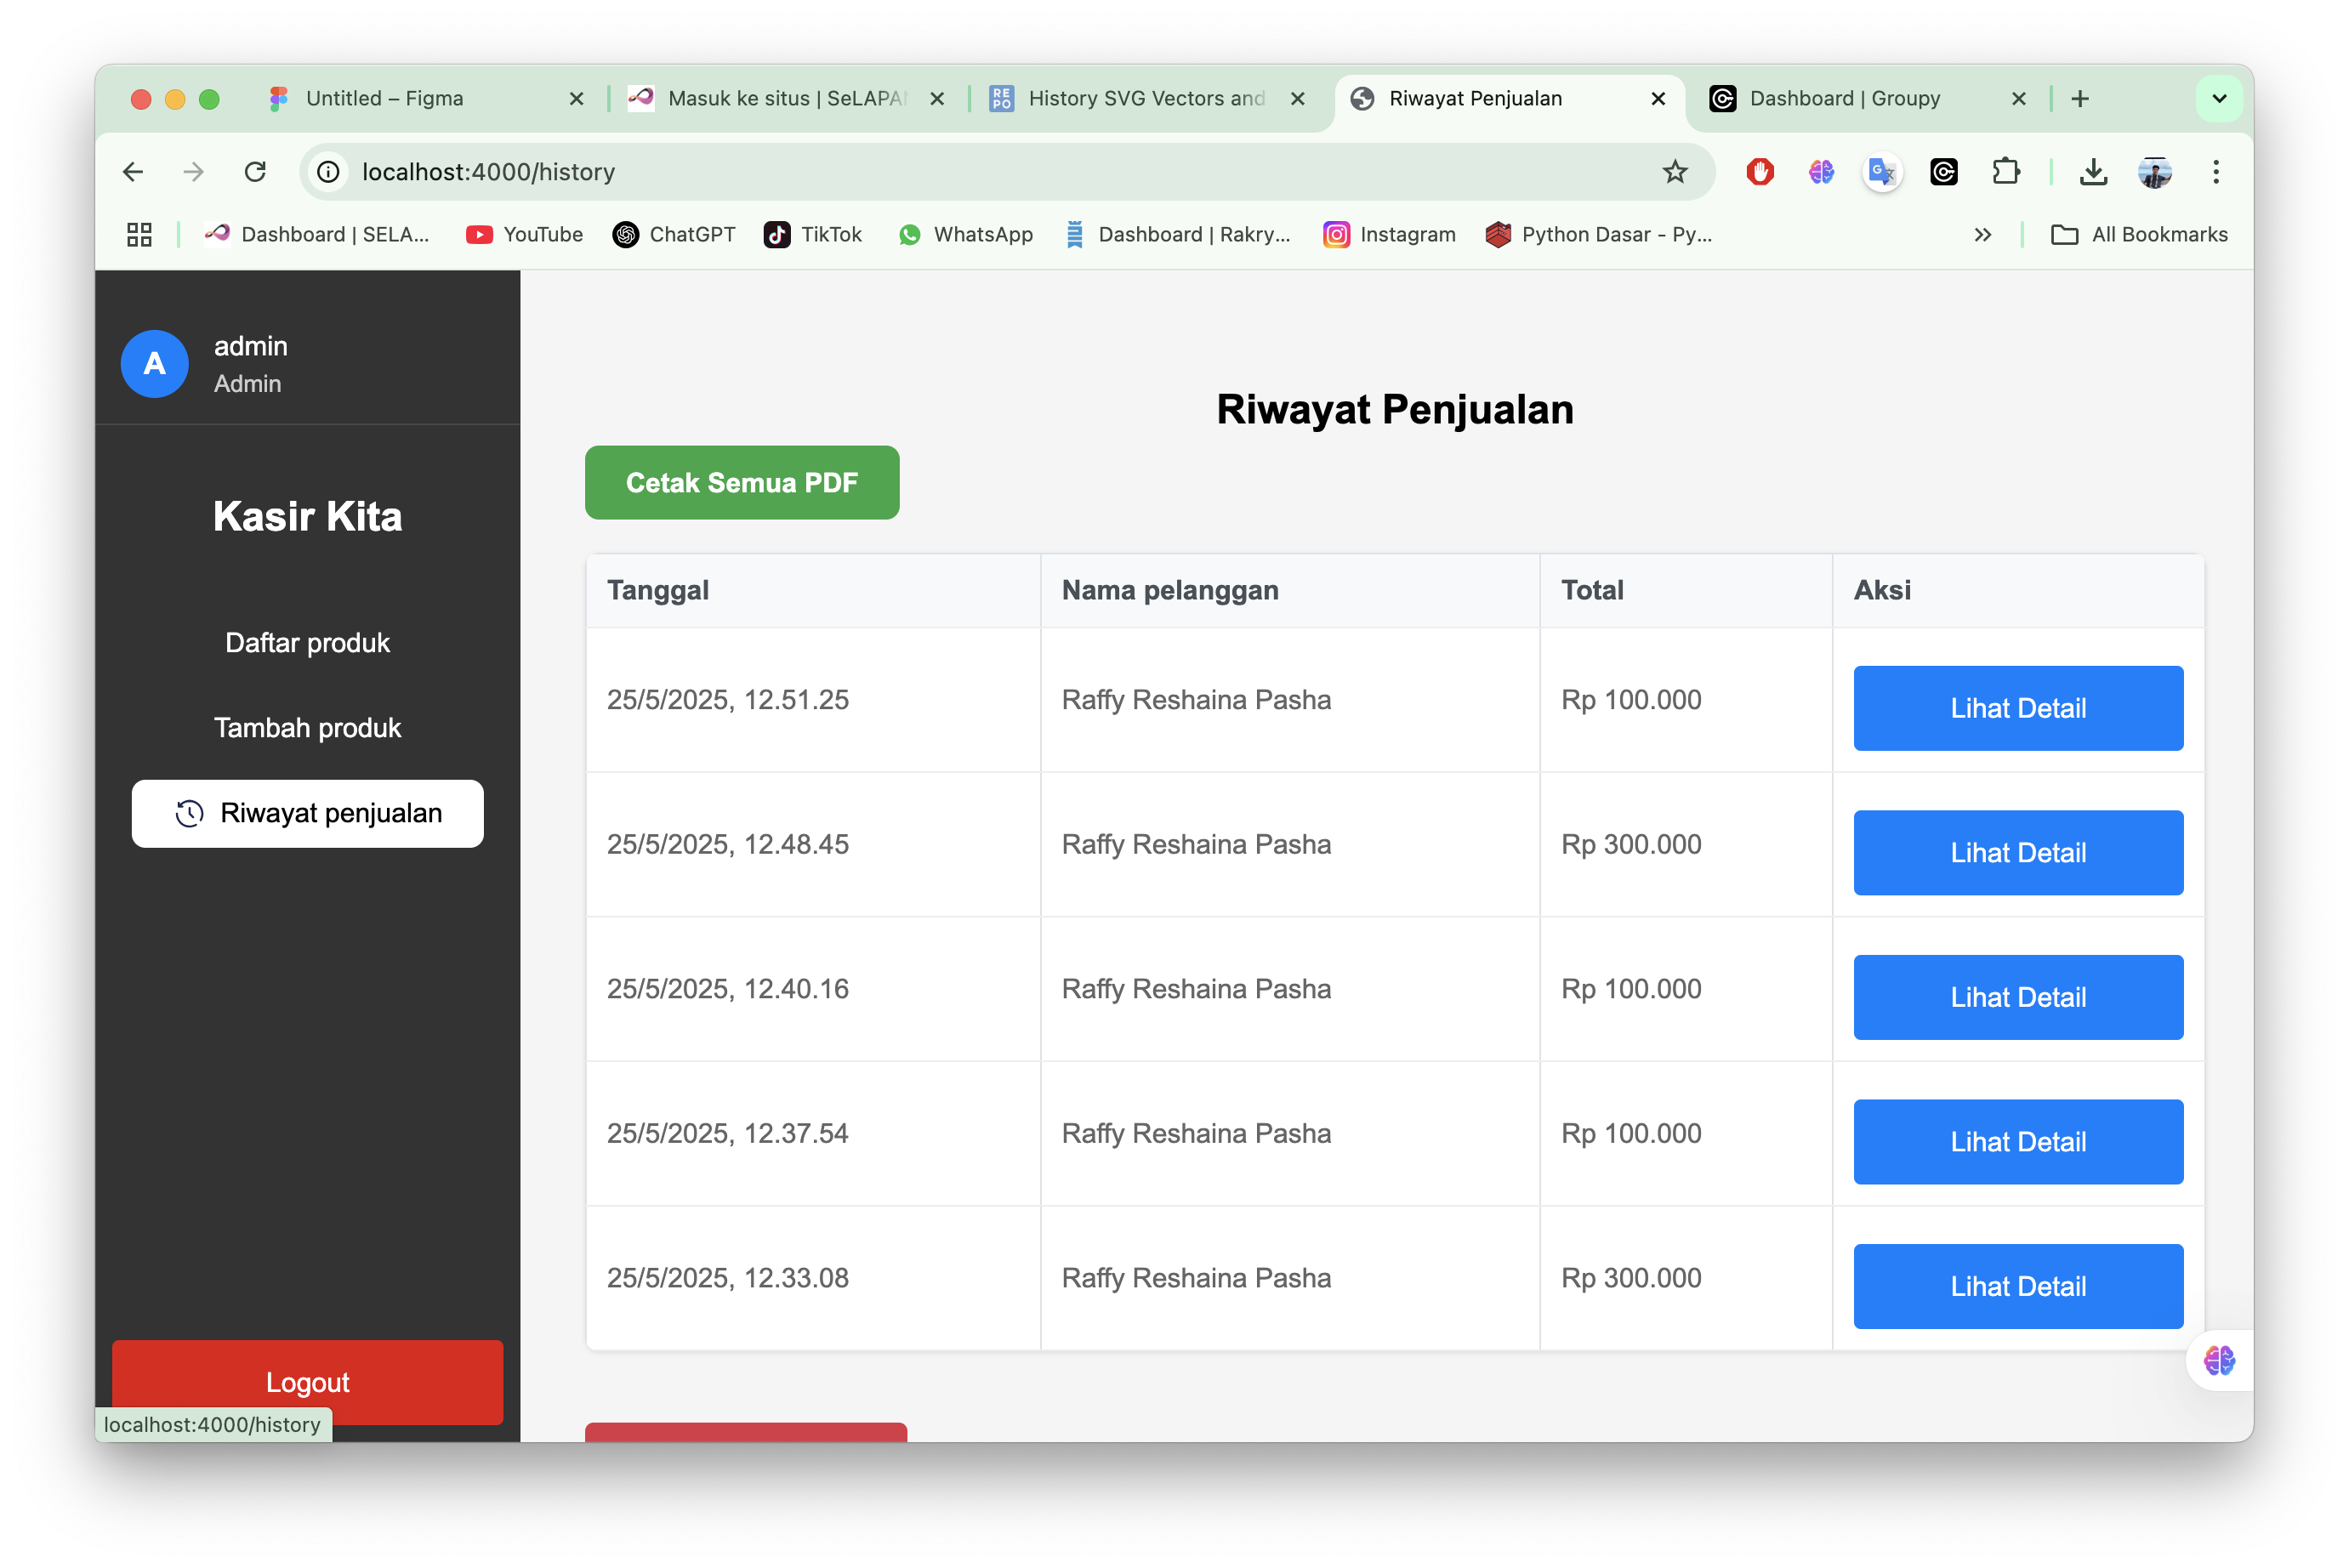 Untitled – Figma
Masuk ke situs | SeLAPA
History SVG Vectors and
Riwayat Penjualan
Dashboard | Groupy
localhost:4000/history
Dashboard | SELA...
YouTube
ChatGPT
TikTok
WhatsApp
Dashboard | Rakry...
Instagram
Python Dasar - Py...
All Bookmarks
A
admin
Admin
Kasir Kita
Daftar produk
Tambah produk
Riwayat penjualan
Logout
localhost:4000/history
Riwayat Penjualan
Cetak Semua PDF
Tanggal Nama pelanggan Total Aksi
25/5/2025, 12.51.25 Raffy Reshaina Pasha Rp 100.000 Lihat Detail
25/5/2025, 12.48.45 Raffy Reshaina Pasha Rp 300.000 Lihat Detail
25/5/2025, 12.40.16 Raffy Reshaina Pasha Rp 100.000 Lihat Detail
25/5/2025, 12.37.54 Raffy Reshaina Pasha Rp 100.000 Lihat Detail
25/5/2025, 12.33.08 Raffy Reshaina Pasha Rp 300.000 Lihat Detail